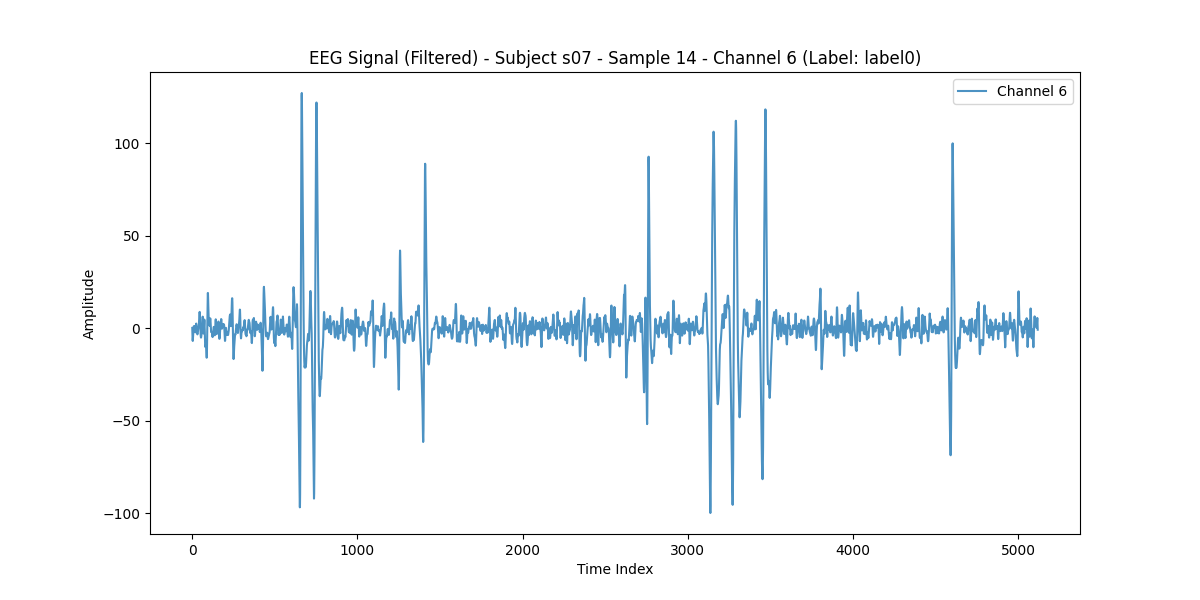 EEG Signal (Filtered) - Subject s07 - Sample 14 - Channel 6 (Label: label0)
Channel 6
Amplitude
100
50
0
−50
−100
0 1000 2000 3000 4000 5000
Time Index